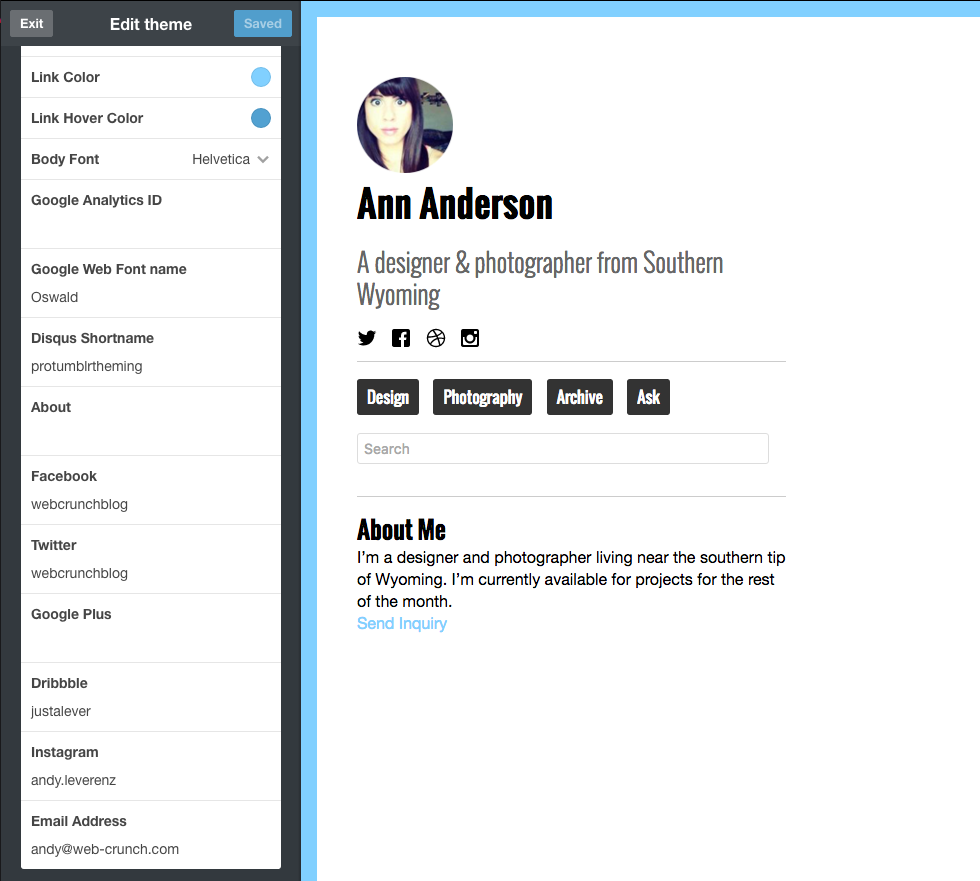 Exit
Edit theme
Saved
Link Color
Link Hover Color
Body Font
Helvetica
Google Analytics ID
Google Web Font name
Oswald
Disqus Shortname
protumblrtheming
About
Facebook
webcrunchblog
Twitter
webcrunchblog
Google Plus
Dribbble
justalever
Instagram
andy.leverenz
Email Address
andy@web-crunch.com
Ann Anderson
A designer & photographer from Southern
Wyoming
Design
Photography
Archive
Ask
Search
About Me
I’m a designer and photographer living near the southern tip
of Wyoming. I’m currently available for projects for the rest
of the month.
Send Inquiry